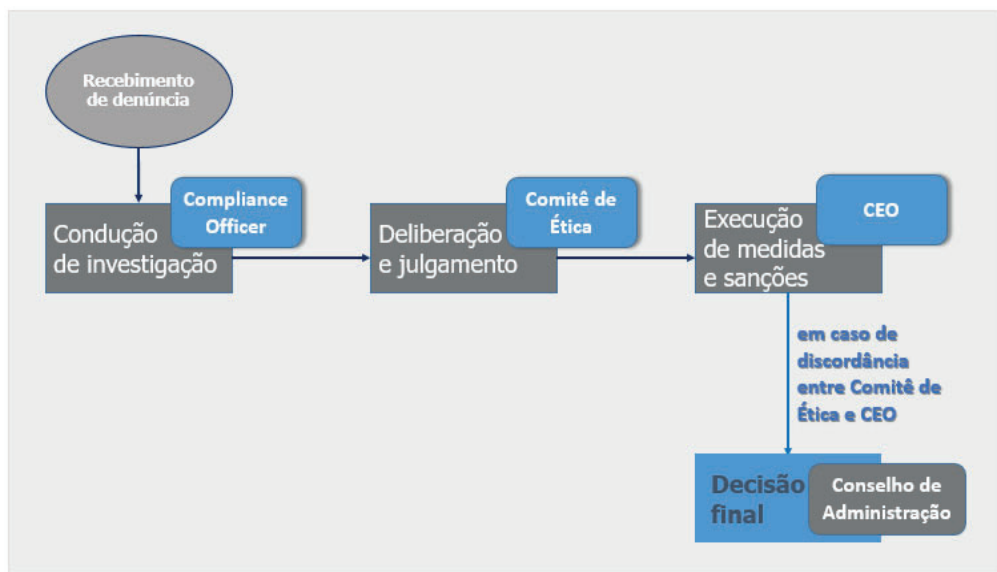 Recebimento
de denúncia
Compliance
Officer
Condução
de investigação
Comitê de
Ética
Deliberação
e julgamento
CEO
Execução
de medidas
e sanções
em caso de
discordância
entre Comitê de
Ética e CEO
Decisão
final
Conselho de
Administração